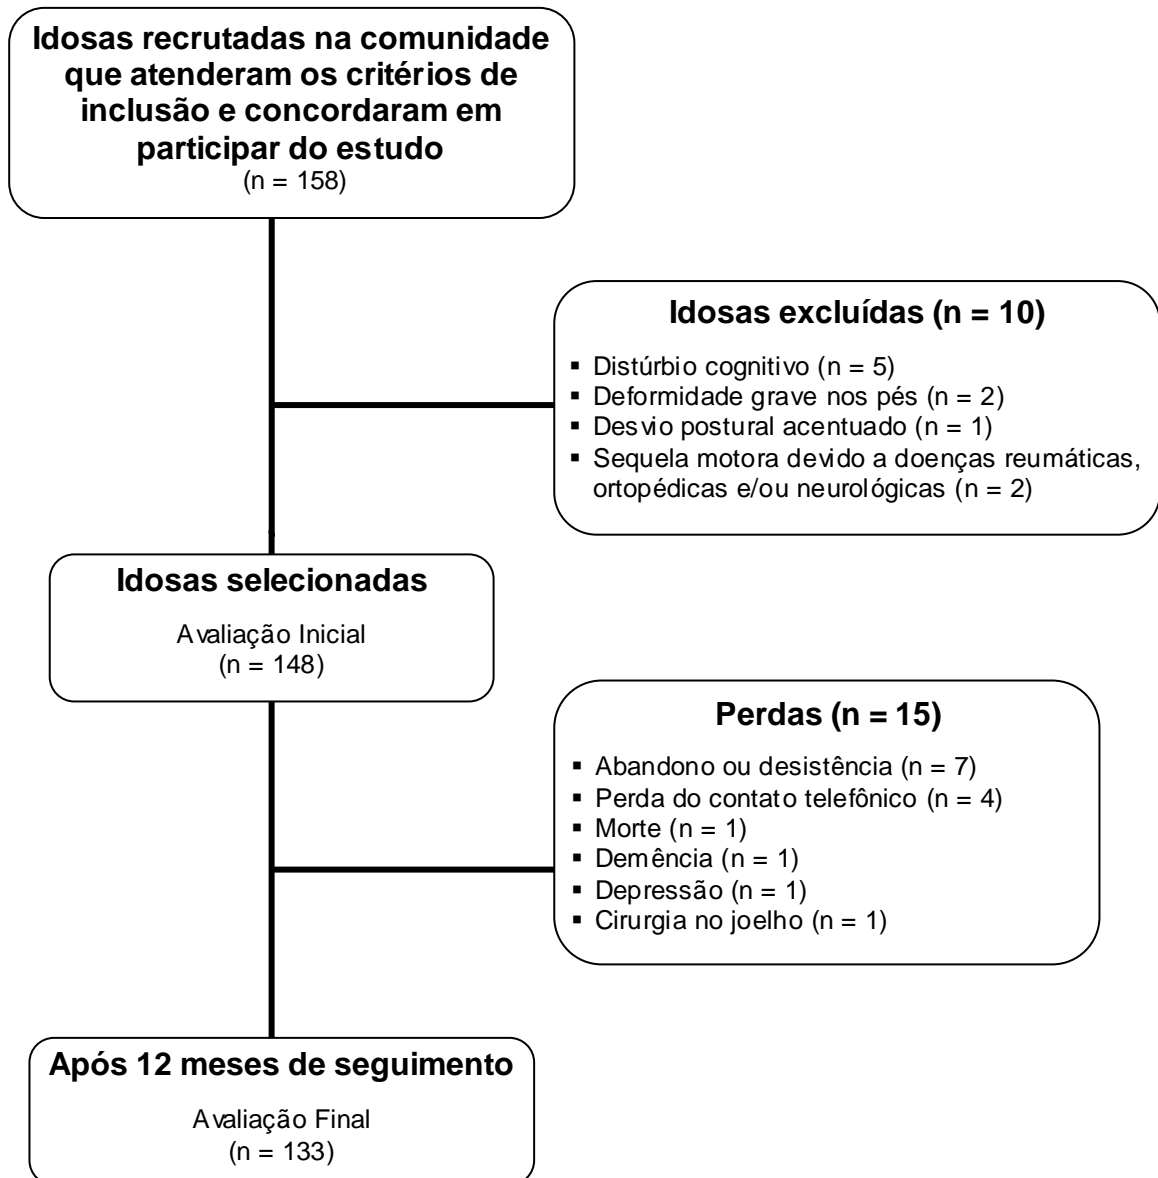 Idosas recrutadas na comunidade
que atenderam os critérios de
inclusão e concordaram em
participar do estudo
(n = 158)
Idosas excluídas (n = 10)
▪ Distúrbio cognitivo (n = 5)
▪ Deformidade grave nos pés (n = 2)
▪ Desvio postural acentuado (n = 1)
▪ Sequela motora devido a doenças reumáticas,
ortopédicas e/ou neurológicas (n = 2)
Idosas selecionadas
Avaliação Inicial
(n = 148)
Perdas (n = 15)
▪ Abandono ou desistência (n = 7)
▪ Perda do contato telefônico (n = 4)
▪ Morte (n = 1)
▪ Demência (n = 1)
▪ Depressão (n = 1)
▪ Cirurgia no joelho (n = 1)
Após 12 meses de seguimento
Avaliação Final
(n = 133)